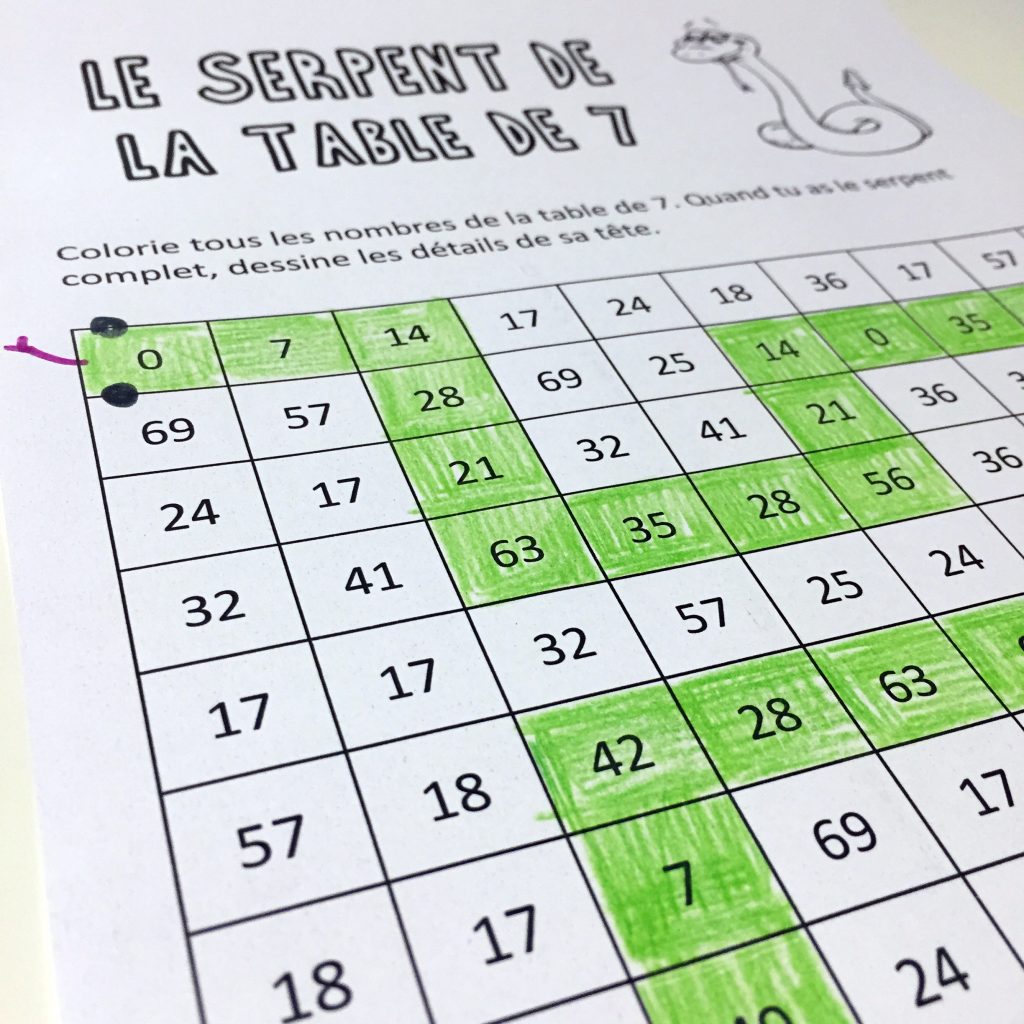 LE SERPENT DE
LA TABLE DE 7
Colorie tous les nombres de la table de 7. Quand tu as le serpent
complet, dessine les détails de sa tête.
0 7 14 17 24 18 36 17 57
69 57 28 69 25 14 0 35
24 17 21 32 41 21 36
32 41 63 35 28 56 36
17 17 32 57 25 24
57 18 42 28 63
18 17 7 69 17
24